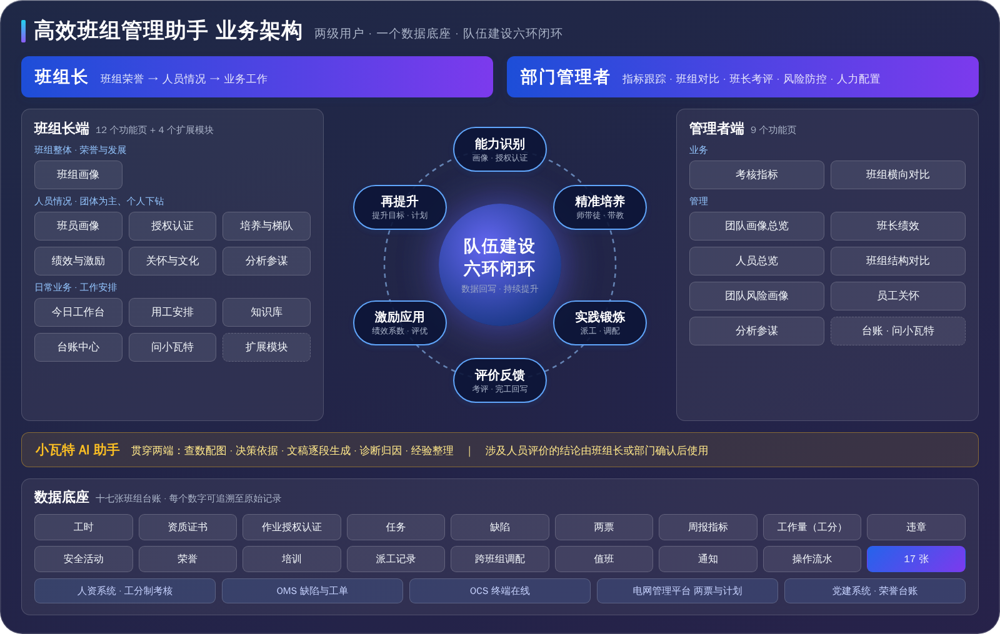 高效班组管理助手 业务架构 两级用户 · 一个数据底座 · 队伍建设六环闭环
班组长 班组荣誉 → 人员情况 → 业务工作
部门管理者 指标跟踪 · 班组对比 · 班长考评 · 风险防控 · 人力配置
班组长端 12 个功能页 + 4 个扩展模块
班组整体 · 荣誉与发展
班组画像
人员情况 · 团体为主、个人下钻
班员画像 授权认证 培养与梯队
绩效与激励 关怀与文化 分析参谋
日常业务 · 工作安排
今日工作台 用工安排 知识库
台账中心 问小瓦特 扩展模块
能力识别
画像 · 授权认证
再提升
提升目标 · 计划
精准培养
师带徒 · 带教
队伍建设
六环闭环
数据回写 · 持续提升
激励应用
绩效系数 · 评优
实践锻炼
派工 · 调配
评价反馈
考评 · 完工回写
管理者端 9 个功能页
业务
考核指标 班组横向对比
管理
团队画像总览 班长绩效
人员总览 班组结构对比
团队风险画像 员工关怀
分析参谋 台账 · 问小瓦特
小瓦特 AI 助手 贯穿两端：查数配图 · 决策依据 · 文稿逐段生成 · 诊断归因 · 经验整理 ｜ 涉及人员评价的结论由班组长或部门确认后使用
数据底座 十七张班组台账 · 每个数字可追溯至原始记录
工时 资质证书 作业授权认证 任务 缺陷 两票 周报指标 工作量（工分） 违章
安全活动 荣誉 培训 派工记录 跨班组调配 值班 通知 操作流水 17 张
人资系统 · 工分制考核 OMS 缺陷与工单 OCS 终端在线 电网管理平台 两票与计划 党建系统 · 荣誉台账